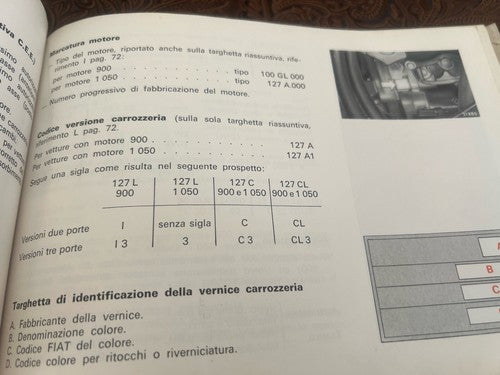 tiva C.E.E.)
Marcatura motore
- Tipo del motore, riportato anche sulla targhetta riassuntiva, rife-
rimento I pag. 72:
per motore 900 . . . . . . . . . . . tipo 100 GL 000
per motore 1 050 . . . . . . . . . . tipo 127 A.000
- Numero progressivo di fabbricazione del motore.
Codice versione carrozzeria (sulla sola targhetta riassuntiva,
riferimento L pag. 72.
Per vetture con motore 900 . . . . . . . . . . 127 A
Per vetture con motore 1 050 . . . . . . . . . . 127 A1
Segue una sigla come risulta nel seguente prospetto:
127 L 127 L 127 C 127 CL
900 1 050 900 e 1 050 900 e 1 050
Versioni due porte I senza sigla C CL
Versioni tre porte I 3 3 C 3 CL 3
Targhetta di identificazione della vernice carrozzeria
A. Fabbricante della vernice.
B. Denominazione colore.
C. Codice FIAT del colore.
D. Codice colore per ritocchi o riverniciatura.
A
B
C